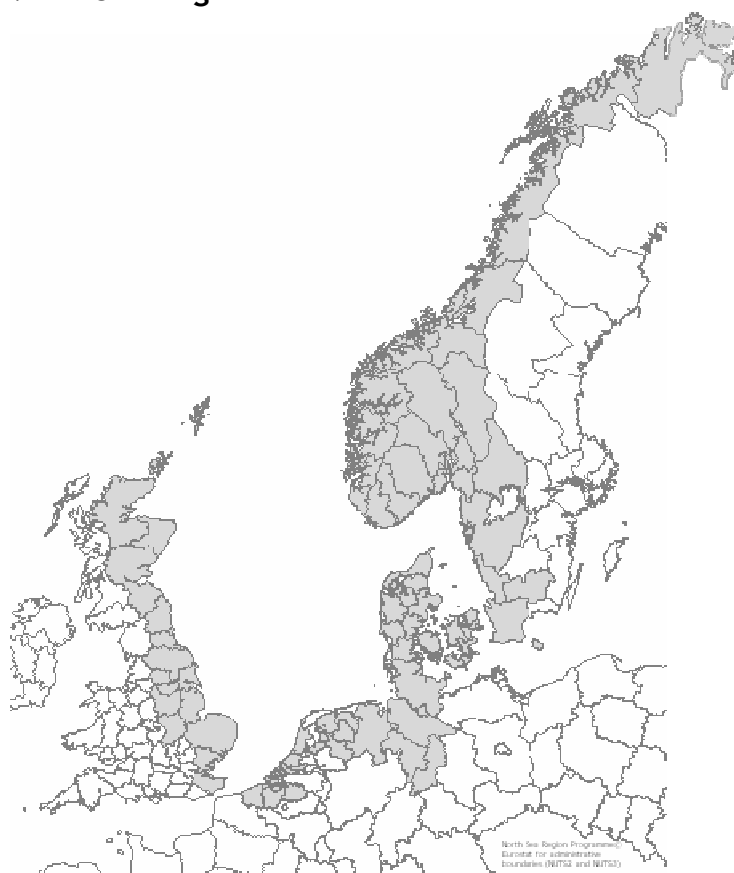 North Sea Region Programme©
Eurostat for administrative
boundaries (NUTS2 and NUTS3)